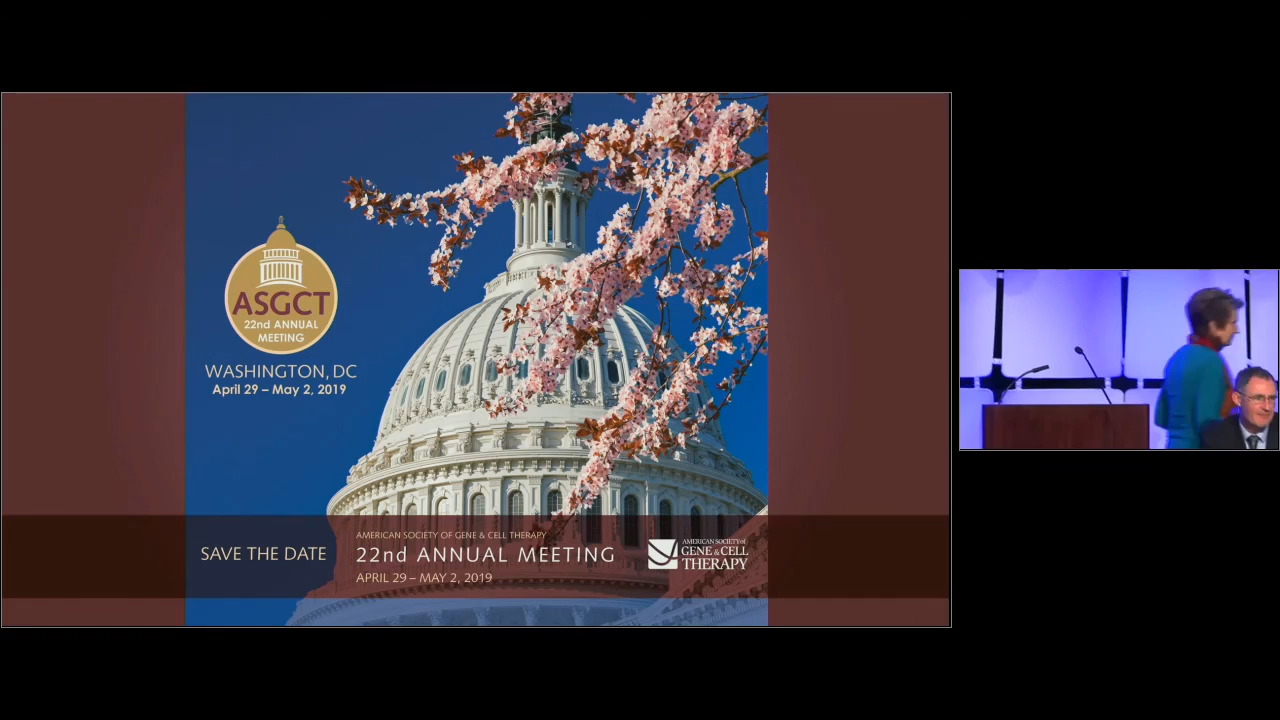 ASGCT
22nd ANNUAL
MEETING
WASHINGTON, DC
April 29 – May 2, 2019
SAVE THE DATE
AMERICAN SOCIETY OF GENE & CELL THERAPY
22nd ANNUAL MEETING
APRIL 29 – MAY 2, 2019
AMERICAN SOCIETY of
GENE & CELL
THERAPY